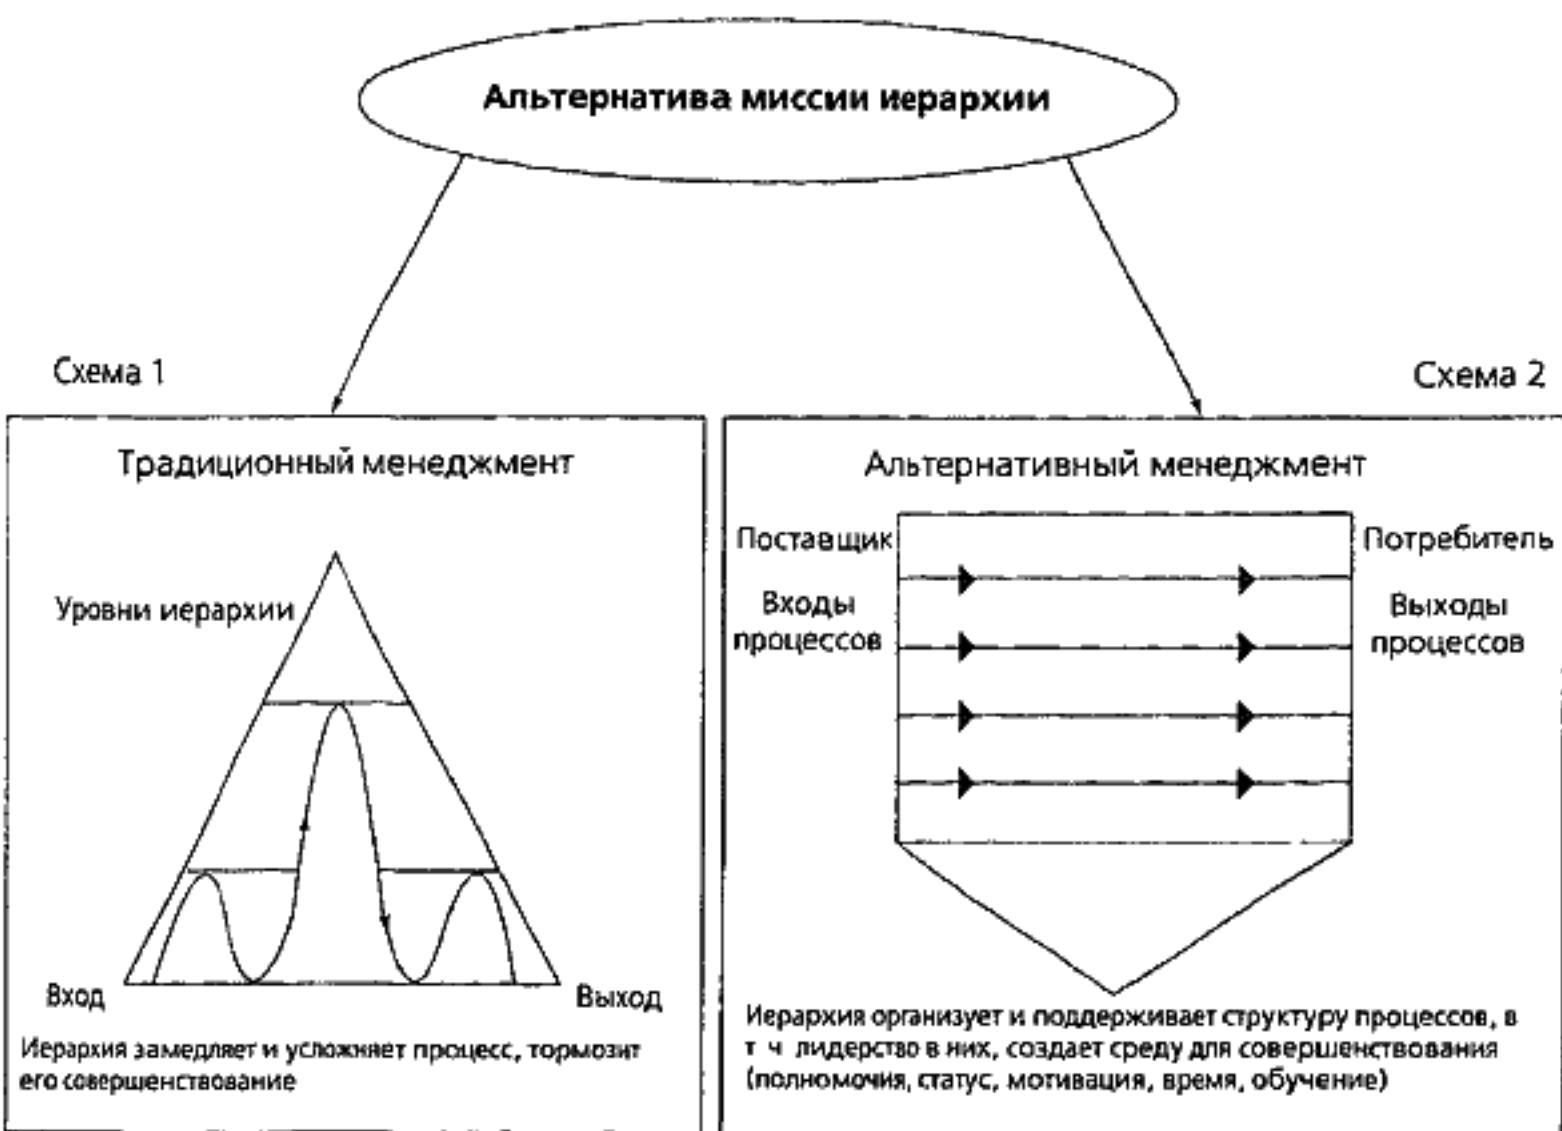 Альтернатива миссии иерархии
Схема 1
Схема 2
Традиционный менеджмент
Уровни иерархии
Вход
Выход
Иерархия замедляет и усложняет процесс, тормозит
его совершенствование
Альтернативный менеджмент
Поставщик
Входы
процессов
Потребитель
Выходы
процессов
Иерархия организует и поддерживает структуру процессов, в
т ч лидерство в них, создает среду для совершенствования
(полномочия, статус, мотивация, время, обучение)